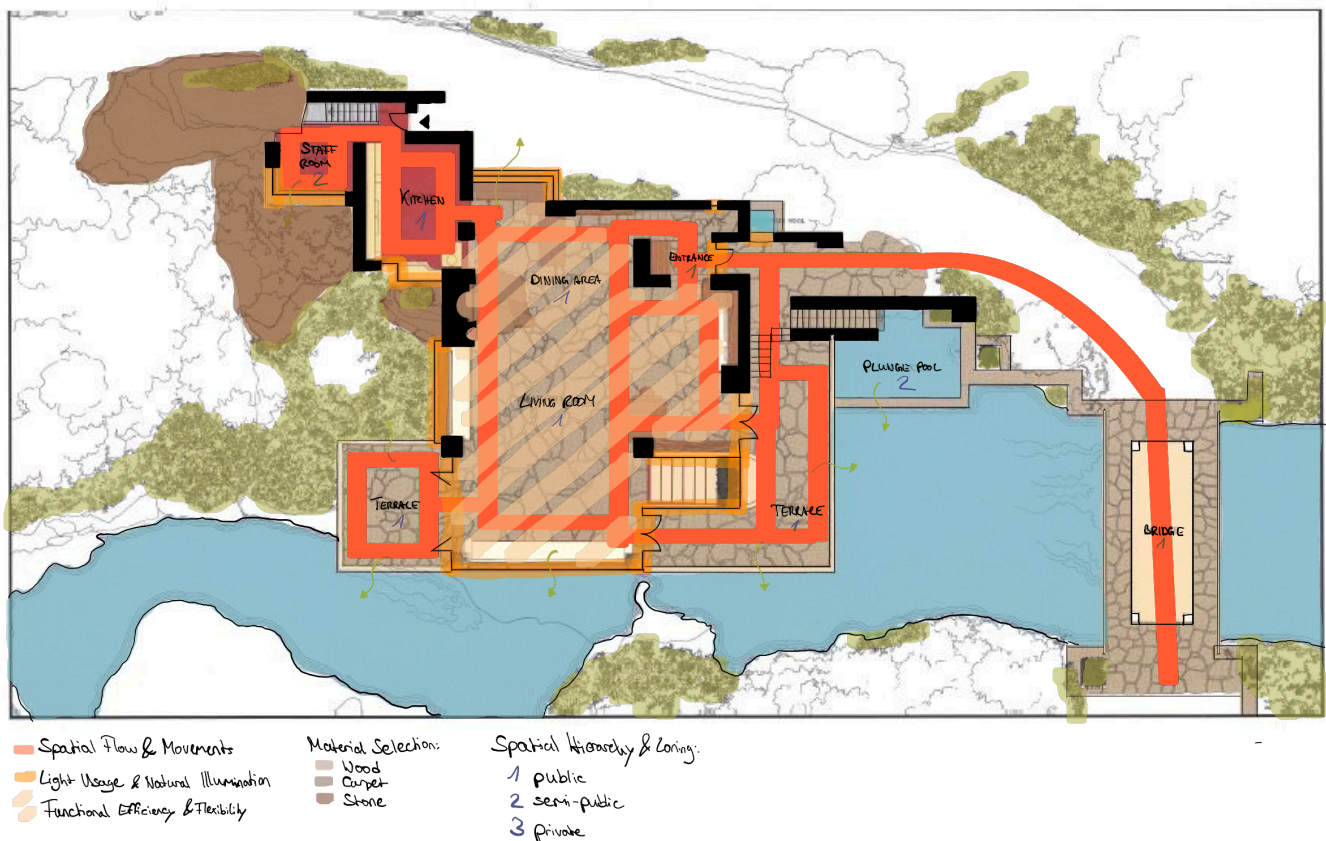 STAFF
ROOM
2
KITCHEN
1
ENTRANCE
1
DINING AREA
1
LIVING ROOM
1
PLUNGE POOL
2
TERRACE
1
TERRACE
1
BRIDGE
1
POOL
Spatial Flow & Movements
Light Usage & Natural Illumination
Functional Efficiency & Flexibility
Material Selection:
Wood
Carpet
Stone
Spatial Hierarchy & Zoning:
1 public
2 semi-public
3 private